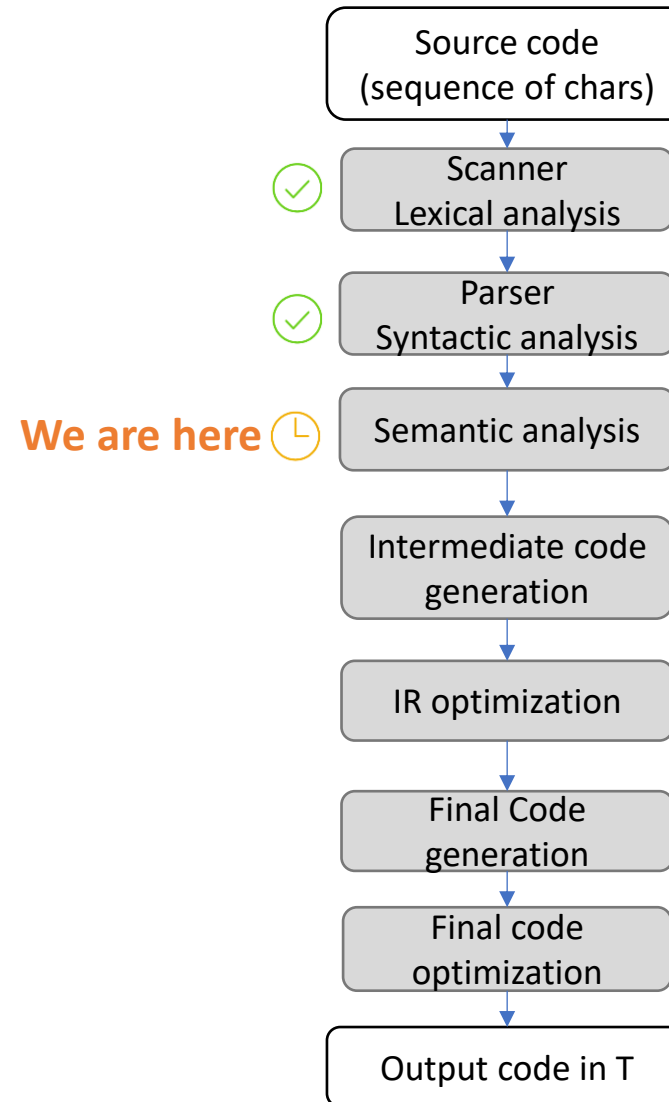 Source code
(sequence of chars)
Scanner
Lexical analysis
Parser
Syntactic analysis
We are here
Semantic analysis
Intermediate code
generation
IR optimization
Final Code
generation
Final code
optimization
Output code in T